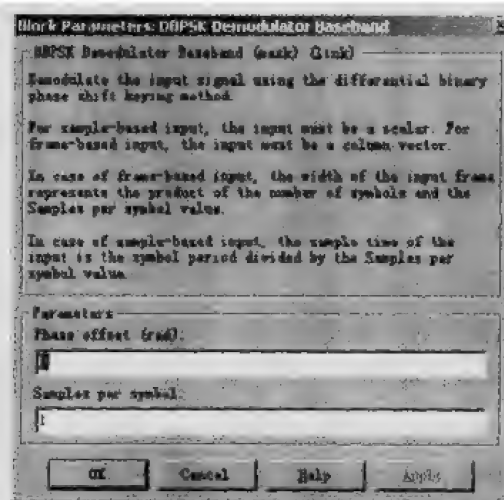 Block Parameters: DBPSK Demodulator Baseband
DBPSK Demodulator Baseband (mask) (link)
Demodulate the input signal using the differential binary
phase shift keying method.
For sample-based input, the input must be a scalar. For
frame-based input, the input must be a column vector.
In case of frame-based input, the width of the input frame
represents the product of the number of symbols and the
Samples per symbol value.
In case of sample-based input, the sample time of the
input is the symbol period divided by the Samples per
symbol value.
Parameters
Phase offset (rad):
Samples per symbol:
1
OK Cancel Help Apply